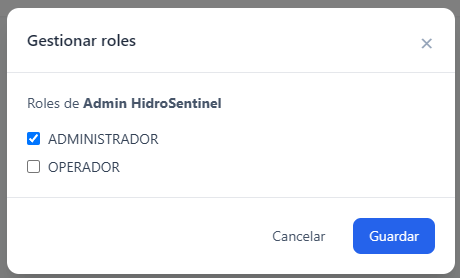 Gestionar roles
Roles de Admin HidroSentinel
ADMINISTRADOR
OPERADOR
Cancelar Guardar